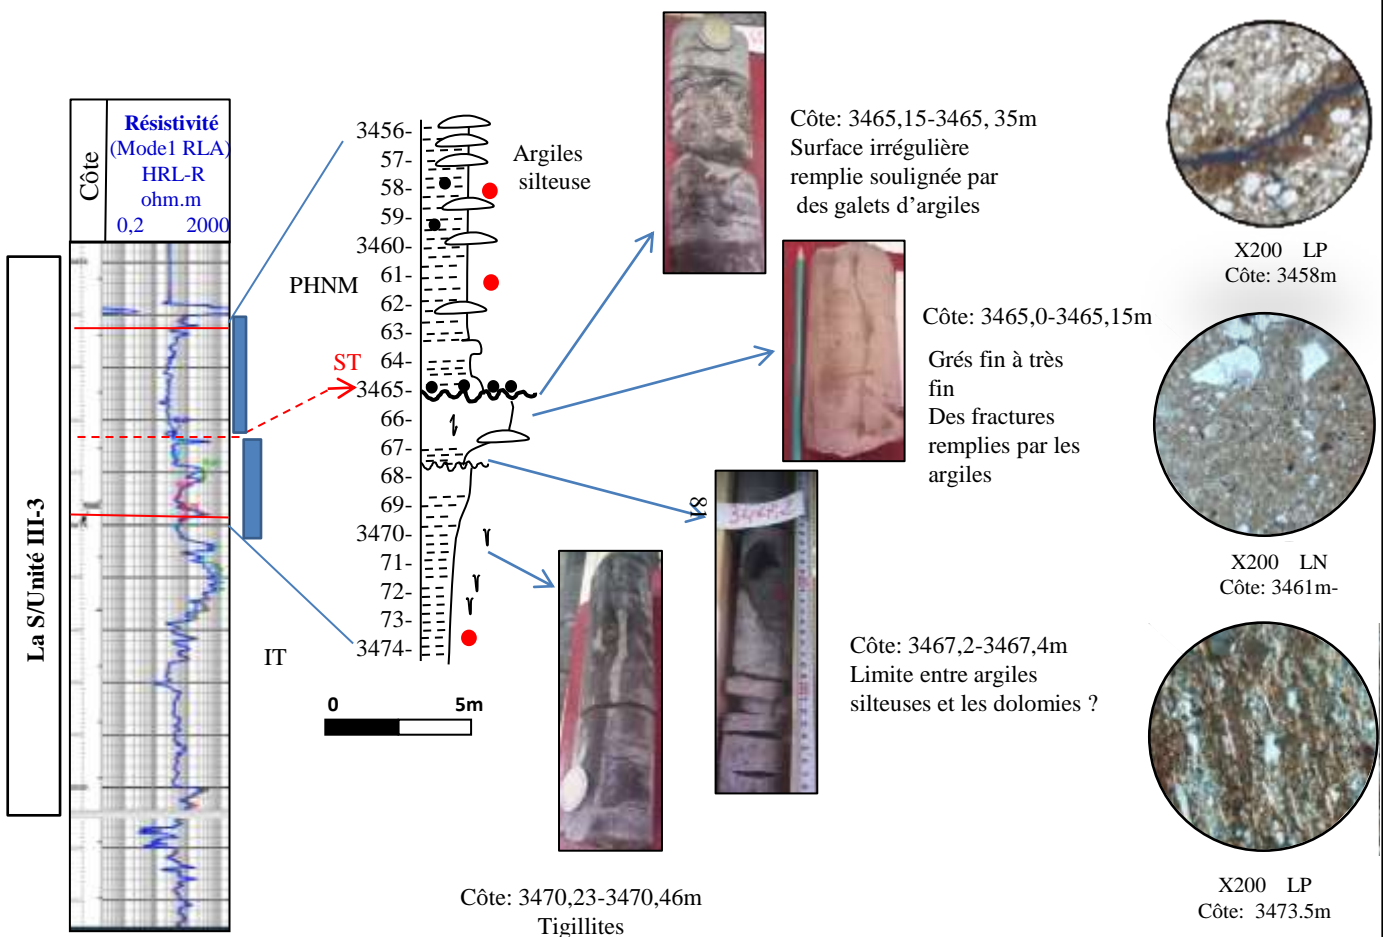 Côte
Résistivité
(Mode1 RLA)
HRL-R
ohm.m
0,2 2000
La S/Unité III-3
3456-
57-
58-
59-
3460-
61-
62-
63-
64-
3465-
66-
67-
68-
69-
3470-
71-
72-
73-
3474-
Argiles
silteuse
PHNM
ST
IT
0 5m
Côte: 3465,15-3465, 35m
Surface irrégulière
remplie soulignée par
des galets d’argiles
Côte: 3465,0-3465,15m
Grés fin à très
fin
Des fractures
remplies par les
argiles
81
3467.2
Côte: 3467,2-3467,4m
Limite entre argiles
silteuses et les dolomies ?
Côte: 3470,23-3470,46m
Tigillites
X200 LP
Côte: 3458m
X200 LN
Côte: 3461m-
X200 LP
Côte: 3473.5m